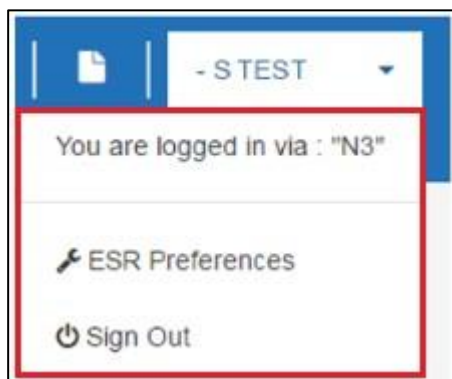 - S TEST
You are logged in via : "N3"
ESR Preferences
Sign Out